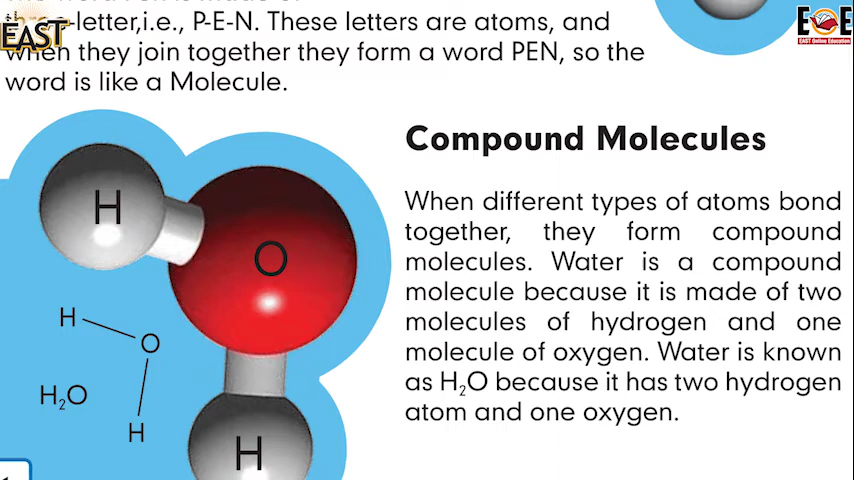 EAST
-letter,i.e., P-E-N. These letters are atoms, and
when they join together they form a word PEN, so the
word is like a Molecule.
EOE
EAST Online Education
Compound Molecules
When different types of atoms bond
together, they form compound
molecules. Water is a compound
molecule because it is made of two
molecules of hydrogen and one
molecule of oxygen. Water is known
as H₂O because it has two hydrogen
atom and one oxygen.
H
O
H
H
O
H₂O
H